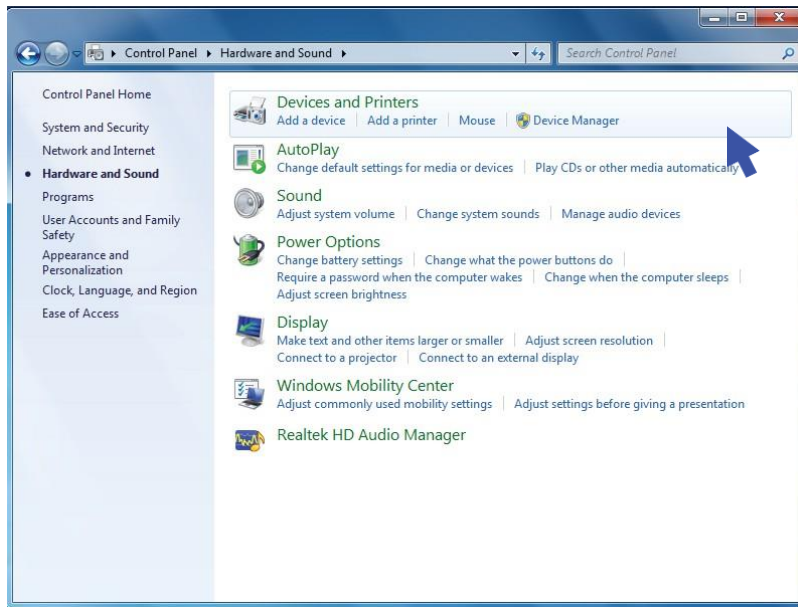 Control Panel Hardware and Sound Search Control Panel
Control Panel Home
System and Security
Network and Internet
Hardware and Sound
Programs
User Accounts and Family
Safety
Appearance and
Personalization
Clock, Language, and Region
Ease of Access
Devices and Printers
Add a device Add a printer Mouse Device Manager
AutoPlay
Change default settings for media or devices Play CDs or other media automatically
Sound
Adjust system volume Change system sounds Manage audio devices
Power Options
Change battery settings Change what the power buttons do
Require a password when the computer wakes Change when the computer sleeps
Adjust screen brightness
Display
Make text and other items larger or smaller Adjust screen resolution
Connect to a projector Connect to an external display
Windows Mobility Center
Adjust commonly used mobility settings Adjust settings before giving a presentation
Realtek HD Audio Manager